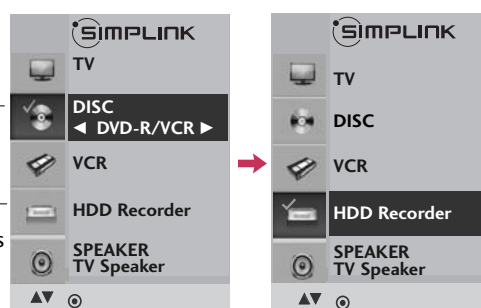 SIMPLINK
TV
DISC
◄ DVD-R/VCR ►
VCR
HDD Recorder
SPEAKER
TV Speaker
SIMPLINK
TV
DISC
VCR
HDD Recorder
SPEAKER
TV Speaker
s